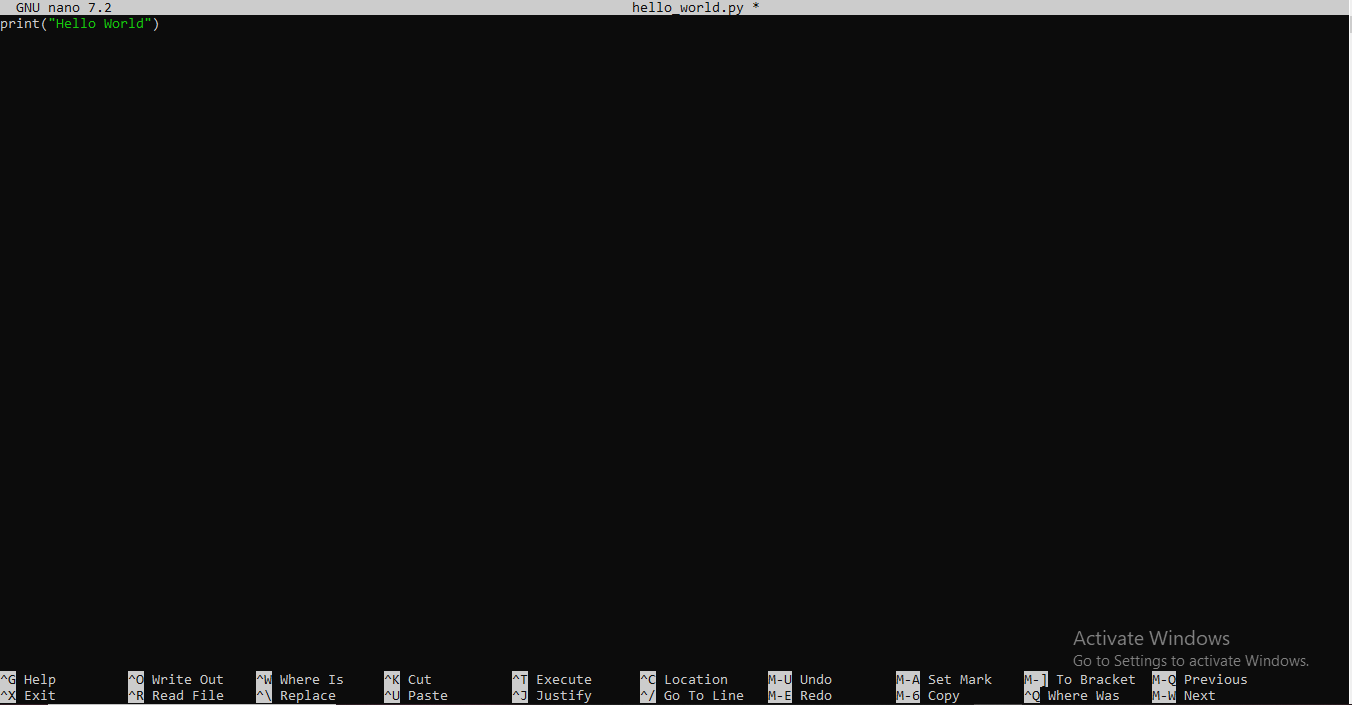 GNU nano 7.2 hello_world.py *
print("Hello World")
Activate Windows
Go to Settings to activate Windows.
^G Help ^O Write Out ^W Where Is ^K Cut ^T Execute ^C Location M-U Undo M-A Set Mark M-] To Bracket M-Q Previous
^X Exit ^R Read File ^\ Replace ^U Paste ^J Justify ^/ Go To Line M-E Redo M-6 Copy ^Q Where Was M-W Next